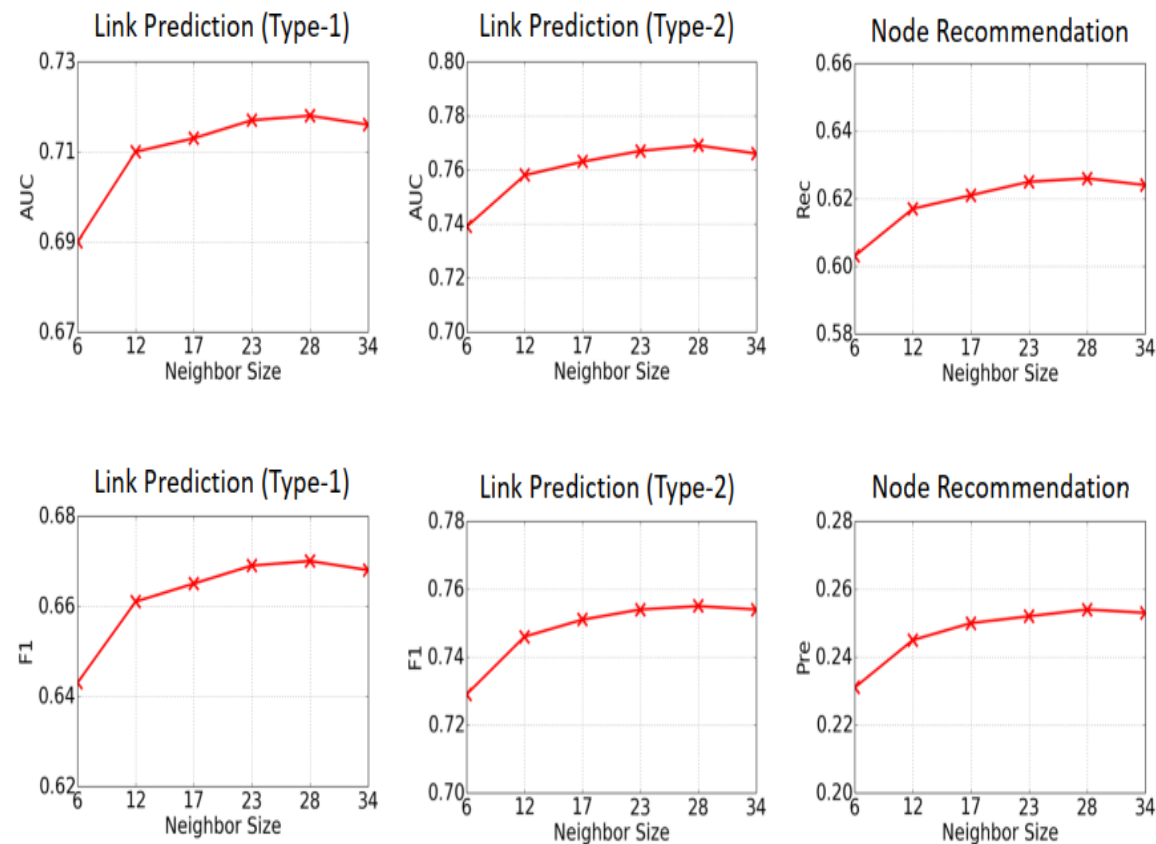 Link Prediction (Type-1)
0.73
0.71
0.69
0.67
AUC
6 12 17 23 28 34
Neighbor Size
Link Prediction (Type-2)
0.80
0.78
0.76
0.74
0.72
0.70
AUC
6 12 17 23 28 34
Neighbor Size
Node Recommendation
0.66
0.64
0.62
0.60
0.58
Rec
6 12 17 23 28 34
Neighbor Size
Link Prediction (Type-1)
0.68
0.66
0.64
0.62
F1
6 12 17 23 28 34
Neighbor Size
Link Prediction (Type-2)
0.78
0.76
0.74
0.72
0.70
F1
6 12 17 23 28 34
Neighbor Size
Node Recommendation
0.28
0.26
0.24
0.22
0.20
Pre
6 12 17 23 28 34
Neighbor Size